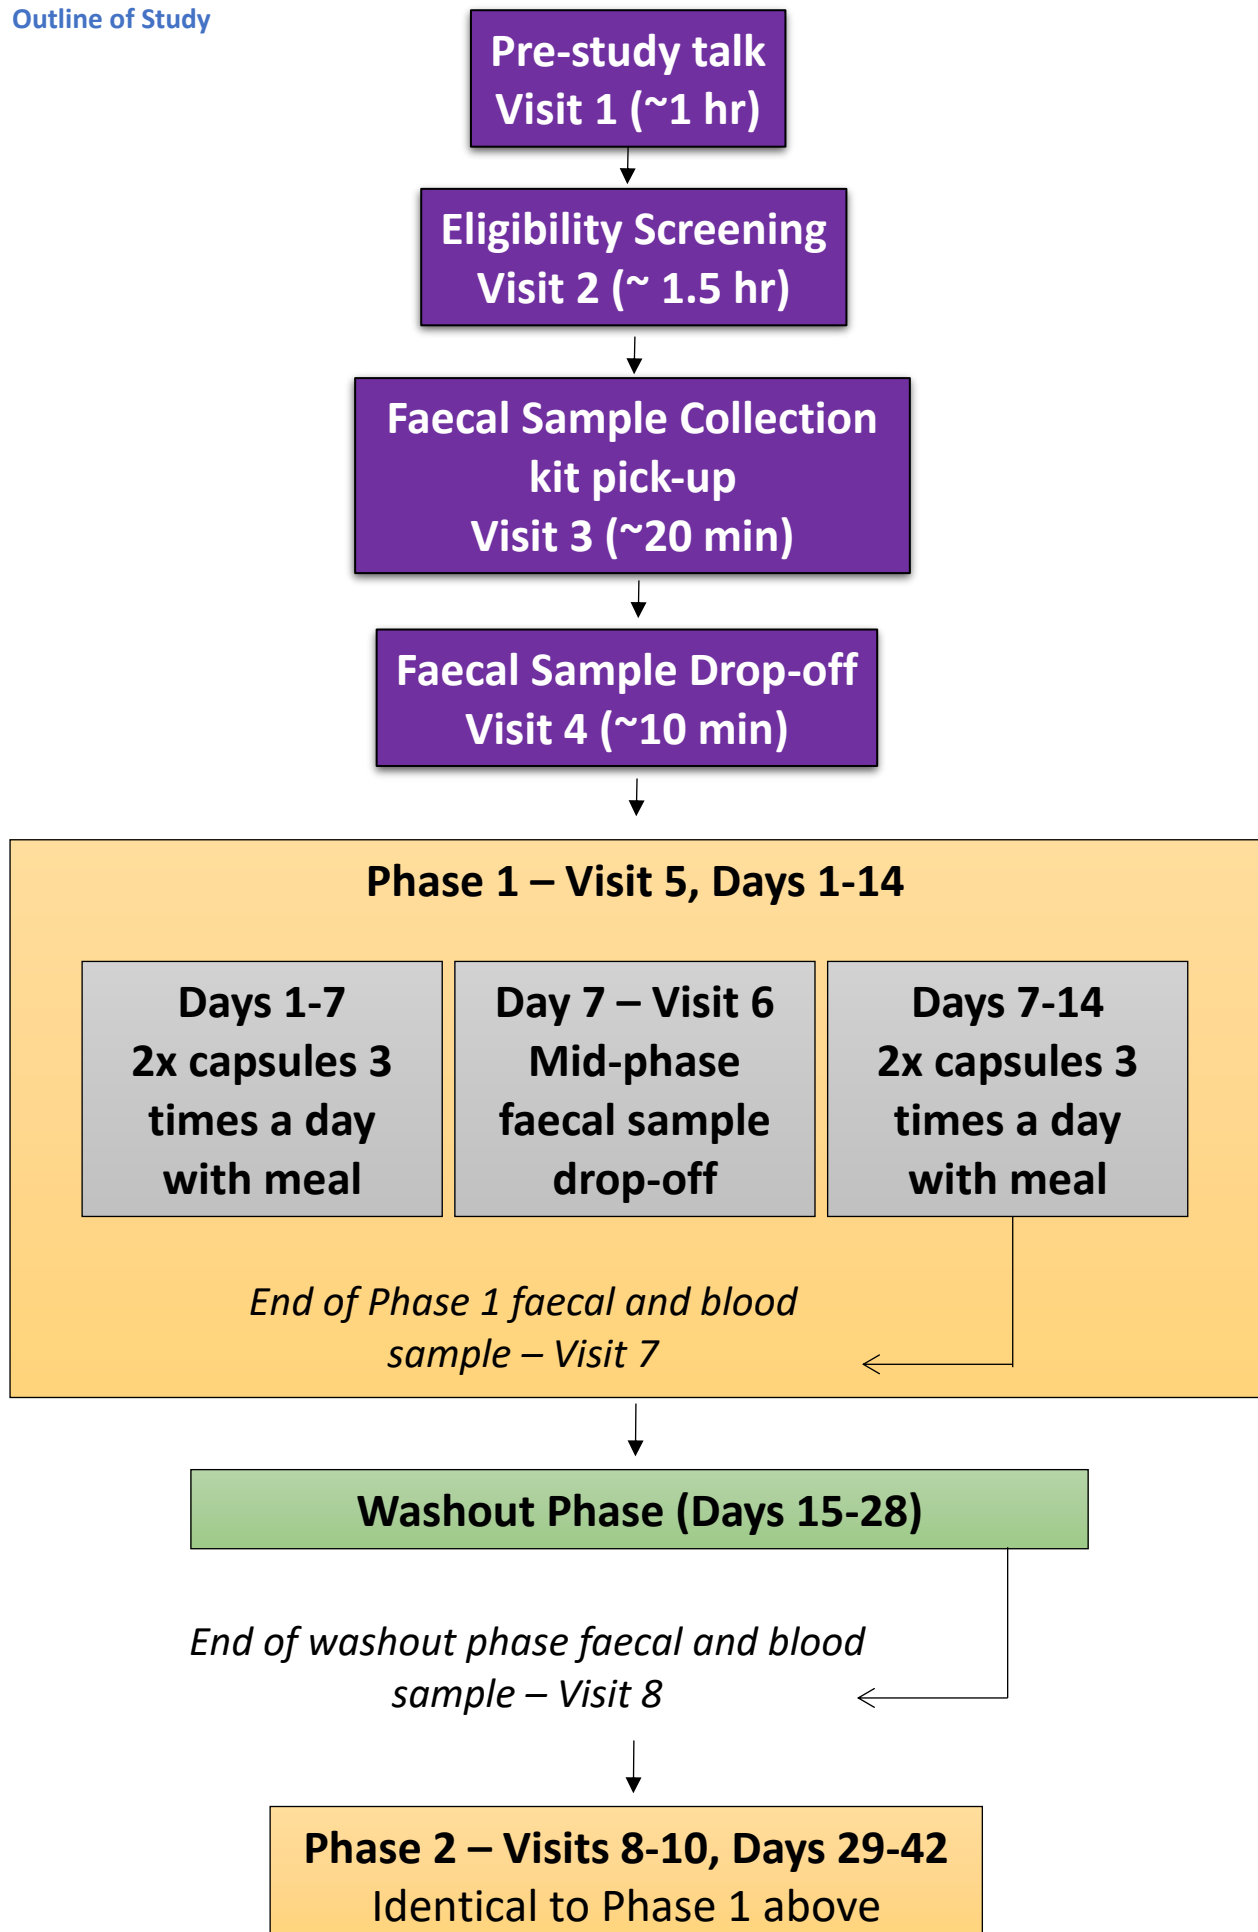 Outline of Study
Pre-study talk
Visit 1 (~1 hr)
Eligibility Screening
Visit 2 (~ 1.5 hr)
Faecal Sample Collection
kit pick-up
Visit 3 (~20 min)
Faecal Sample Drop-off
Visit 4 (~10 min)
Phase 1 – Visit 5, Days 1-14
Days 1-7
2x capsules 3
times a day
with meal
Day 7 – Visit 6
Mid-phase
faecal sample
drop-off
Days 7-14
2x capsules 3
times a day
with meal
End of Phase 1 faecal and blood
sample – Visit 7
Washout Phase (Days 15-28)
End of washout phase faecal and blood
sample – Visit 8
Phase 2 – Visits 8-10, Days 29-42
Identical to Phase 1 above